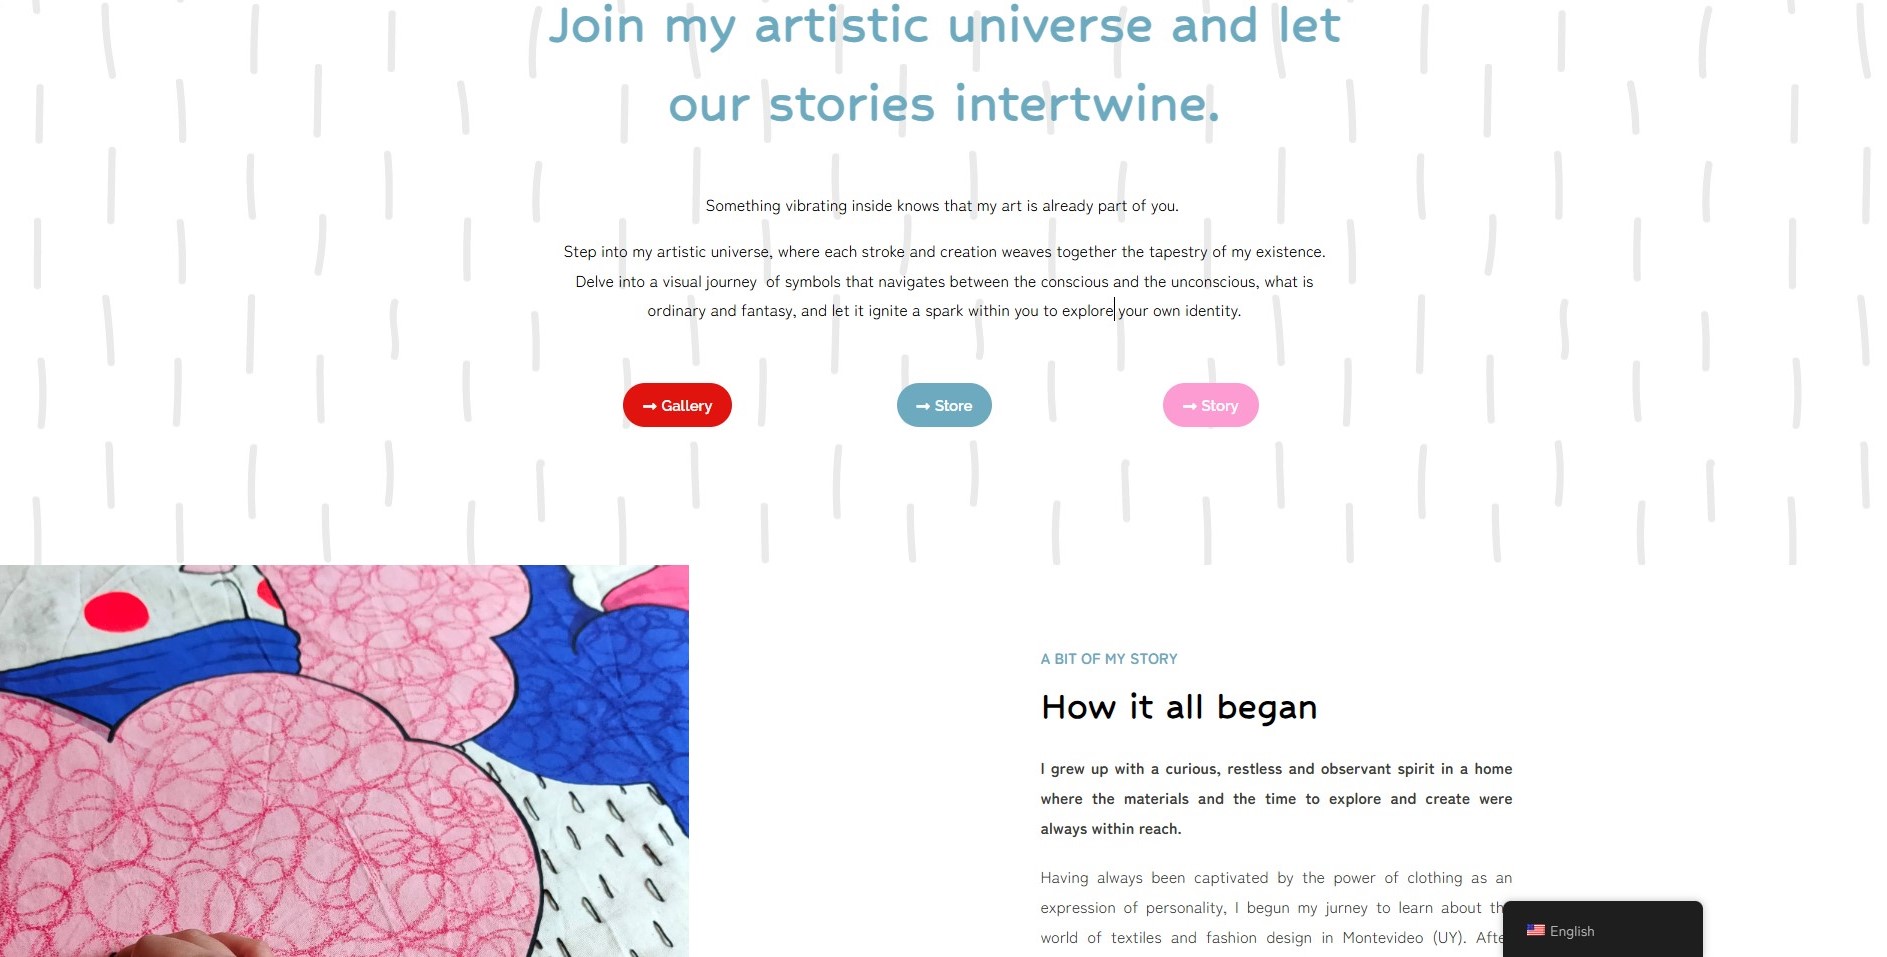 Join my artistic universe and let
our stories intertwine.
Something vibrating inside knows that my art is already part of you.
Step into my artistic universe, where each stroke and creation weaves together the tapestry of my existence.
Delve into a visual journey  of symbols that navigates between the conscious and the unconscious, what is
ordinary and fantasy, and let it ignite a spark within you to explore your own identity.
→ Gallery
→ Store
→ Story
A BIT OF MY STORY
How it all began
I grew up with a curious, restless and observant spirit in a home
where the materials and the time to explore and create were
always within reach.
Having always been captivated by the power of clothing as an
expression of personality, I begun my jurney to learn about
world of textiles and fashion design in Montevideo (UY).
English